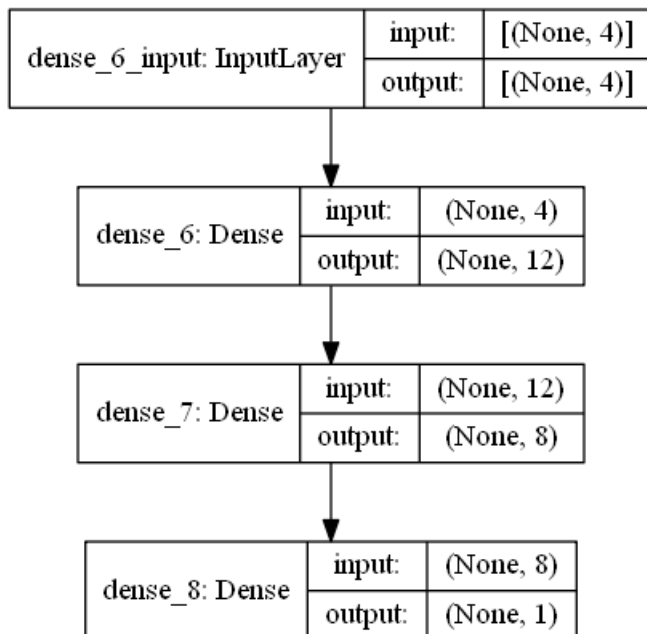 dense_6_input: InputLayer
input: [(None, 4)]
output: [(None, 4)]
dense_6: Dense
input: (None, 4)
output: (None, 12)
dense_7: Dense
input: (None, 12)
output: (None, 8)
dense_8: Dense
input: (None, 8)
output: (None, 1)